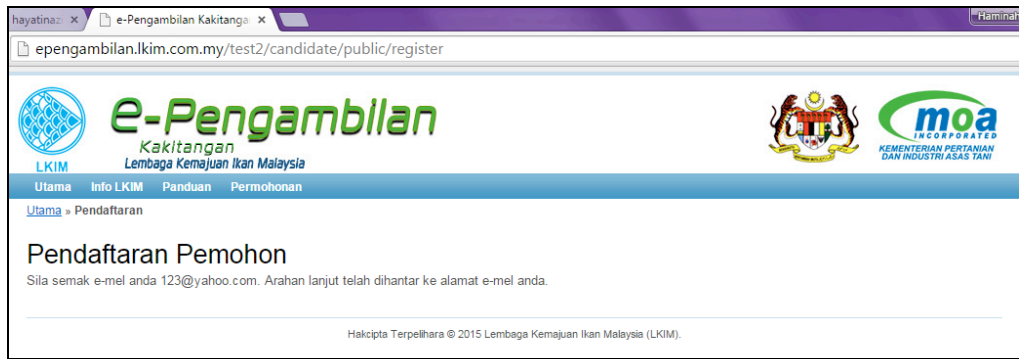 hayatinaz
e-Pengambilan Kakitanga
Haminah
epengambilan.lkim.com.my/test2/candidate/public/register
LKIM
e-Pengambilan
Kakitangan
Lembaga Kemajuan Ikan Malaysia
moa
INCORPORATED
KEMENTERIAN PERTANIAN
DAN INDUSTRI ASAS TANI
Utama Info LKIM Panduan Permohonan
Utama » Pendaftaran
Pendaftaran Pemohon
Sila semak e-mel anda 123@yahoo.com. Arahan lanjut telah dihantar ke alamat e-mel anda.
Hakcipta Terpelihara © 2015 Lembaga Kemajuan Ikan Malaysia (LKIM).